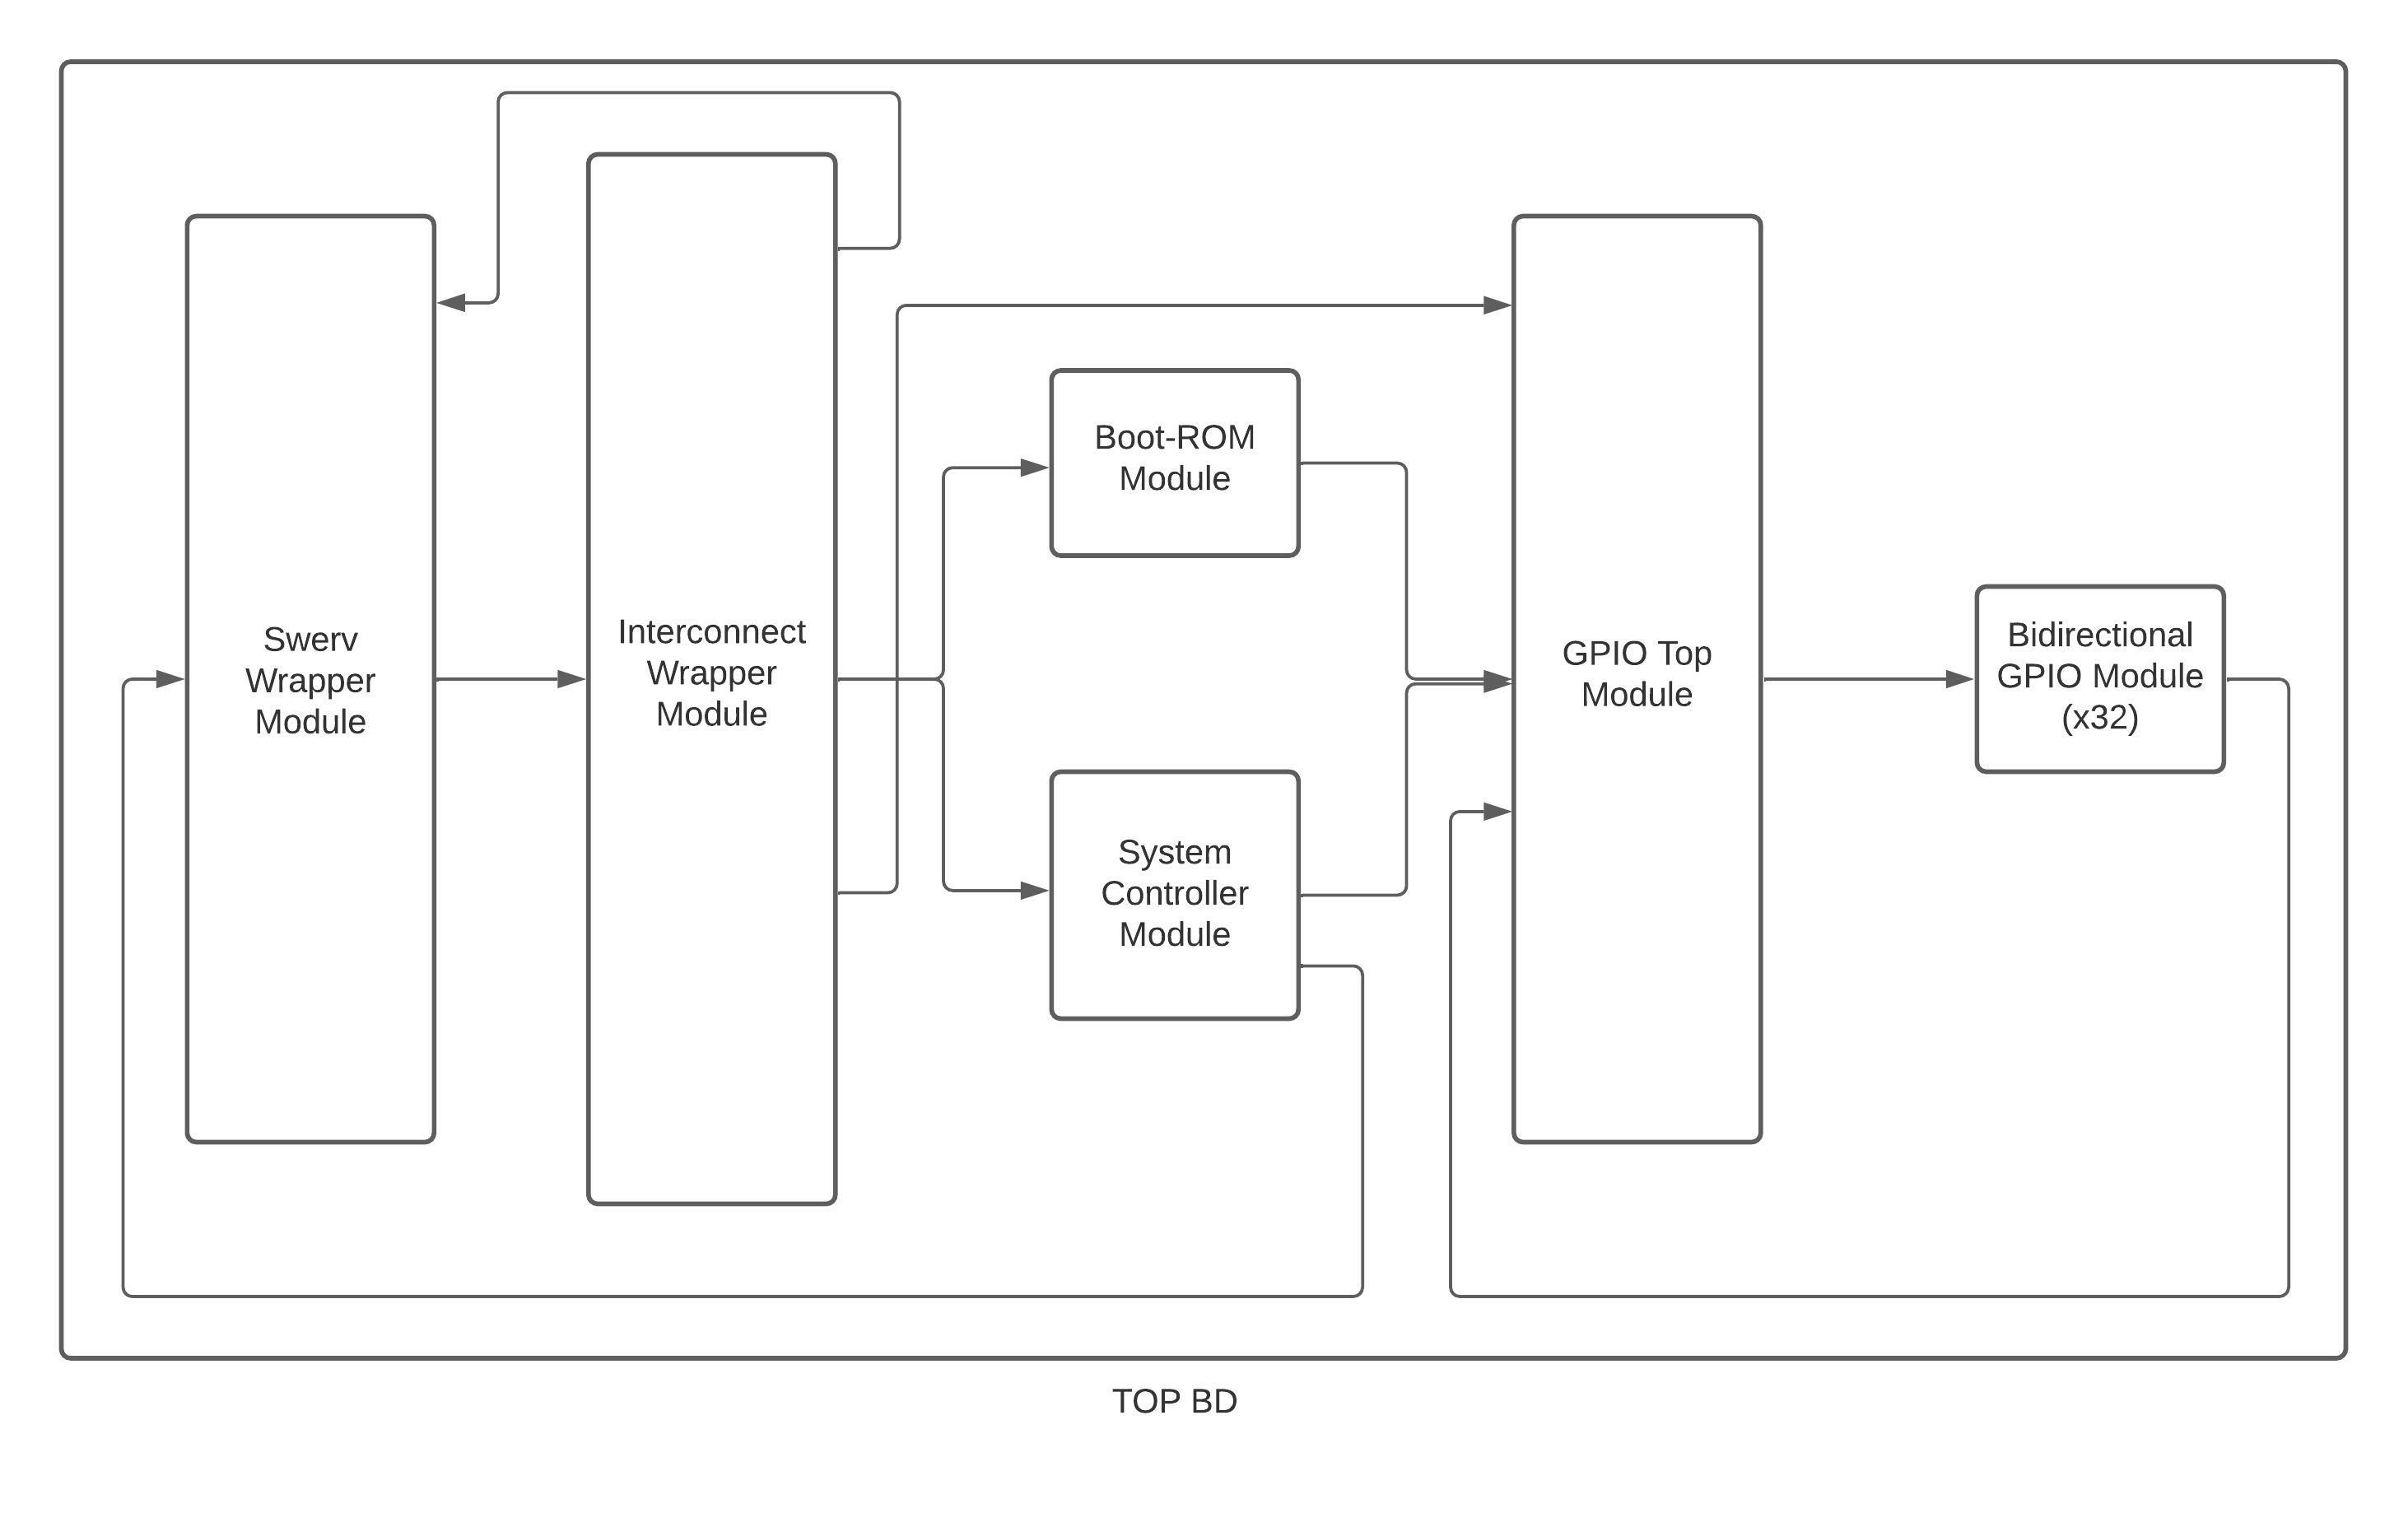 Swerv
Wrapper
Module
Interconnect
Wrapper
Module
Boot-ROM
Module
System
Controller
Module
GPIO Top
Module
Bidirectional
GPIO Module
(x32)
TOP BD